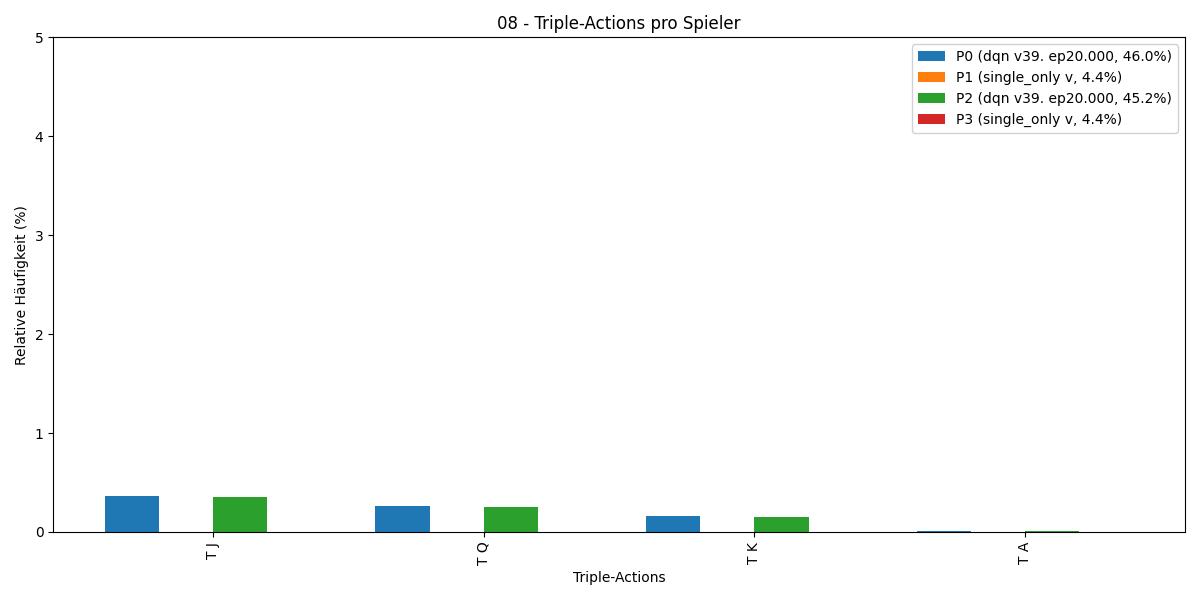 08 - Triple-Actions pro Spieler
P0 (dqn v39. ep20.000, 46.0%)
P1 (single_only v, 4.4%)
P2 (dqn v39. ep20.000, 45.2%)
P3 (single_only v, 4.4%)
Relative Häufigkeit (%)
5
4
3
2
1
0
T J
T Q
T K
T A
Triple-Actions